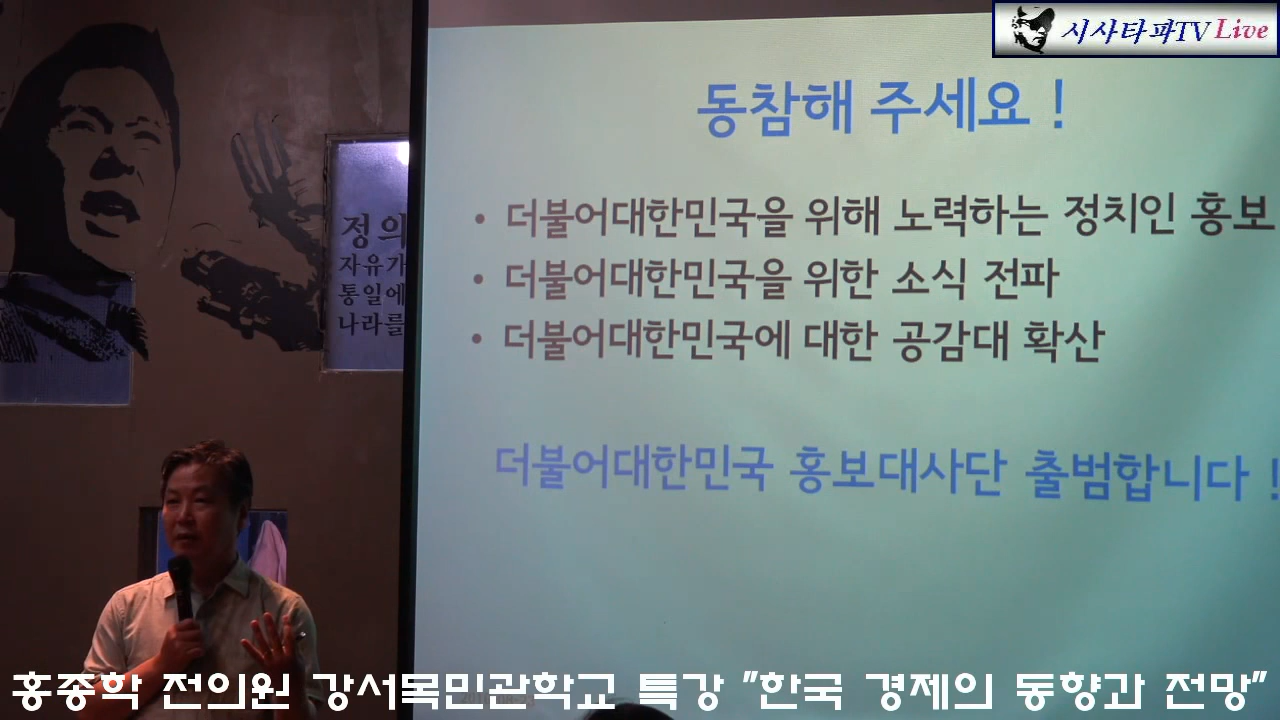 시사타파TV Live
동참해 주세요 !
• 더불어대한민국을 위해 노력하는 정치인 홍보
• 더불어대한민국을 위한 소식 전파
• 더불어대한민국에 대한 공감대 확산
더불어대한민국 홍보대사단 출범합니다 !
정의
자유가
통일에
나라를
홍종학 전의원 강서목민관학교 특강 "한국 경제의 동향과 전망"